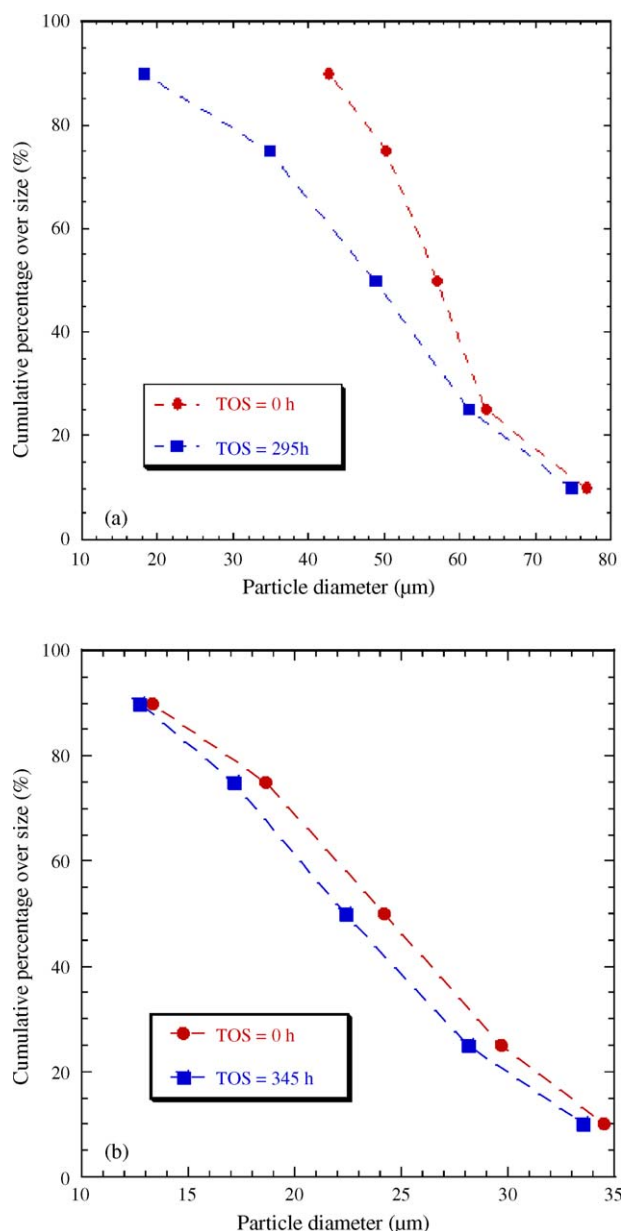 100
80
60
40
20
0
Cumulative percentage over size (%)
TOS = 0 h
TOS = 295h
(a)
10 20 30 40 50 60 70 80
Particle diameter (µm)
100
80
60
40
20
0
Cumulative percentage over size (%)
TOS = 0 h
TOS = 345 h
(b)
10 15 20 25 30 35
Particle diameter (µm)